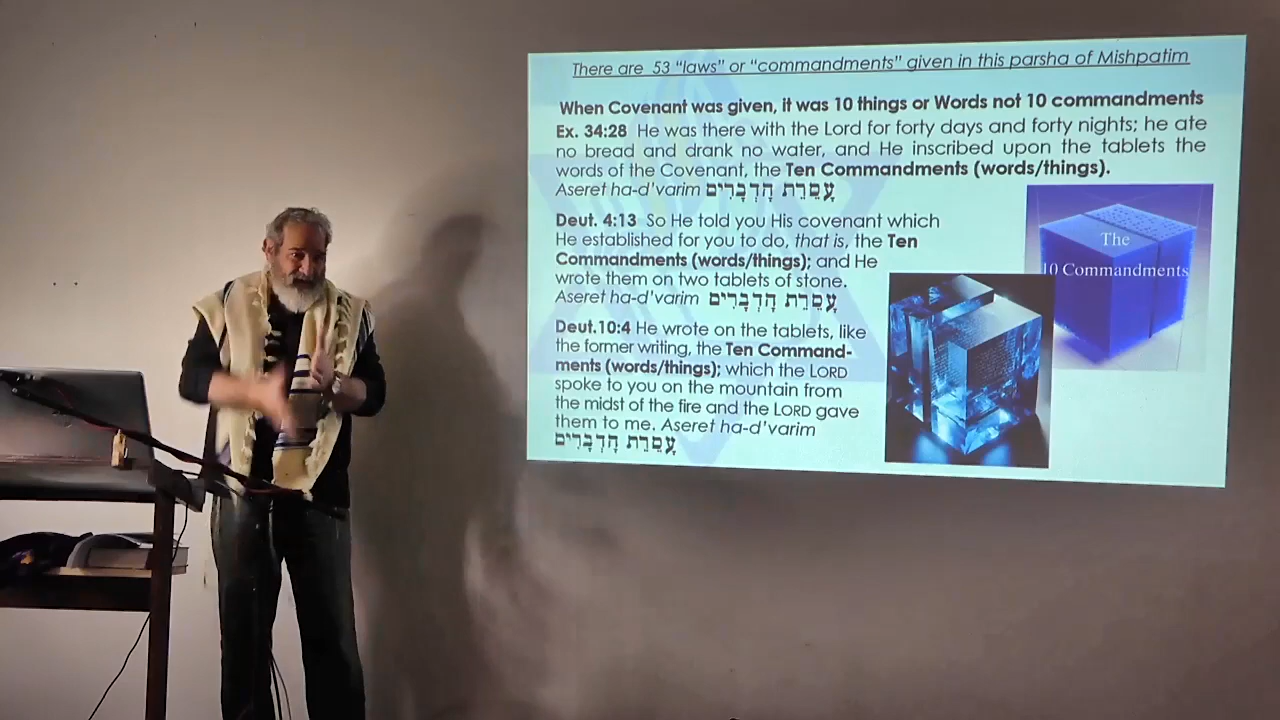 There are 53 “laws” or “commandments” given in this parsha of Mishpatim
When Covenant was given, it was 10 things or Words not 10 commandments
Ex. 34:28 He was there with the Lord for forty days and forty nights; he ate
no bread and drank no water, and He inscribed upon the tablets the
words of the Covenant, the Ten Commandments (words/things).
Aseret ha-d’varim עֲשֵׂרֶת הַדְּבָרִים
Deut. 4:13 So He told you His covenant which
He established for you to do, that is, the Ten
Commandments (words/things); and He
wrote them on two tablets of stone.
Aseret ha-d’varim עֲשֵׂרֶת הַדְּבָרִים
Deut.10:4 He wrote on the tablets, like
the former writing, the Ten Command-
ments (words/things); which the LORD
spoke to you on the mountain from
the midst of the fire and the LORD gave
them to me. Aseret ha-d’varim
עֲשֵׂרֶת הַדְּבָרִים
The
10 Commandments